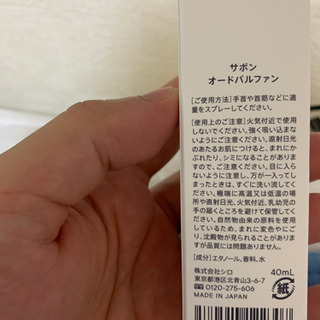 サボン
オードパルファン
［ご使用方法］手首や首筋などに適
量をスプレーしてください。
［使用上のご注意］火気付近で使用
しないでください。強く吸い込まな
いようにご注意ください。直射日光
のあたるお肌につけると、まれにか
ぶれたり、シミになることがありま
すので、ご注意ください。目に入ら
ないように注意し、万が一入ってし
まったときは、すぐに洗い流してく
ださい。極端に高温又は低温の場
所や直射日光、火気付近、乳幼児の
手の届くところを避けて保管してく
ださい。自然物由来の原料を使用
しているため、まれに変色や、にご
り、沈殿物が見られることがありま
すが品質には問題ありません。
［成分］エタノール、香料、水
株式会社シロ 40mL
東京都港区北青山3-6-7
0120-275-606
MADE IN JAPAN
紙